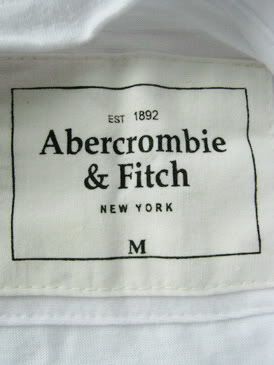 EST 1892
Abercrombie
& Fitch
NEW YORK
M